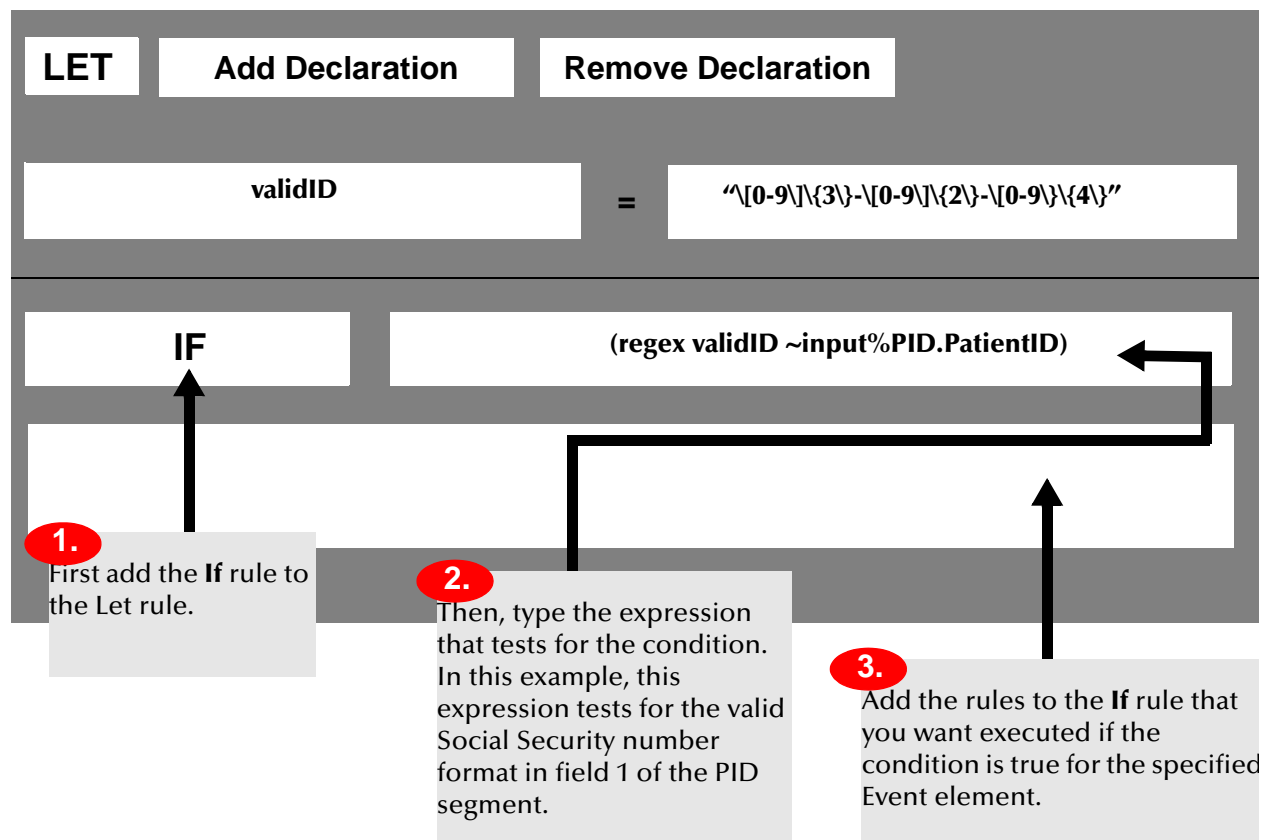 LET Add Declaration Remove Declaration
validID = “\[0-9\]\{3\}-\[0-9]\{2\}-\[0-9\}\{4\}”
IF (regex validID ~input%PID.PatientID)
1.
First add the If rule to
the Let rule.
2.
Then, type the expression
that tests for the condition.
In this example, this
expression tests for the valid
Social Security number
format in field 1 of the PID
segment.
3.
Add the rules to the If rule that
you want executed if the
condition is true for the specified
Event element.